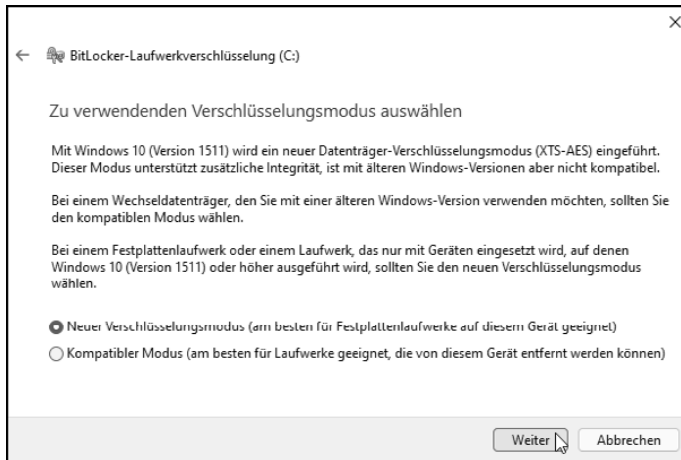 BitLocker-Laufwerkverschlüsselung (C:)
Zu verwendenden Verschlüsselungsmodus auswählen
Mit Windows 10 (Version 1511) wird ein neuer Datenträger-Verschlüsselungsmodus (XTS-AES) eingeführt.
Dieser Modus unterstützt zusätzliche Integrität, ist mit älteren Windows-Versionen aber nicht kompatibel.
Bei einem Wechseldatenträger, den Sie mit einer älteren Windows-Version verwenden möchten, sollten Sie
den kompatiblen Modus wählen.
Bei einem Festplattenlaufwerk oder einem Laufwerk, das nur mit Geräten eingesetzt wird, auf denen
Windows 10 (Version 1511) oder höher ausgeführt wird, sollten Sie den neuen Verschlüsselungsmodus
wählen.
Neuer Verschlüsselungsmodus (am besten für Festplattenlaufwerke auf diesem Gerät geeignet)
Kompatibler Modus (am besten für Laufwerke geeignet, die von diesem Gerät entfernt werden können)
Weiter Abbrechen